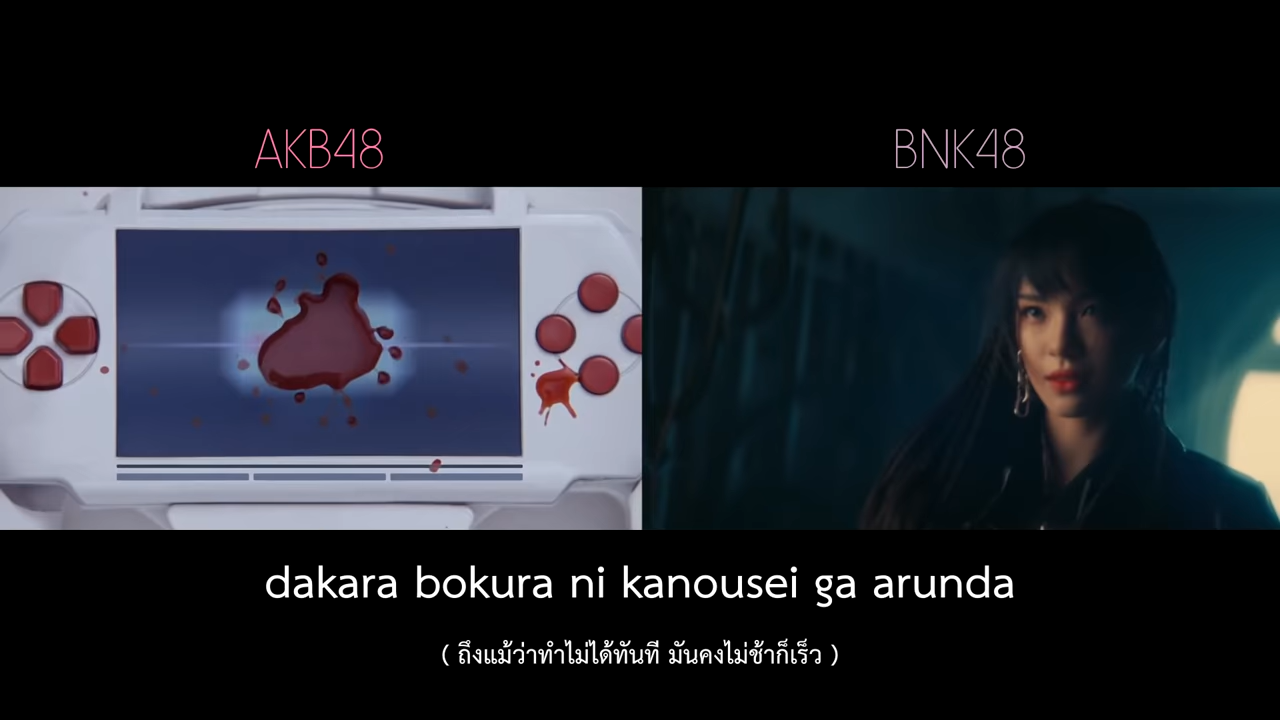 AKB48
BNK48
dakara bokura ni kanousei ga arunda
( ถึงแม้ว่าทำไม่ได้ทันที มันคงไม่ช้าก็เร็ว )